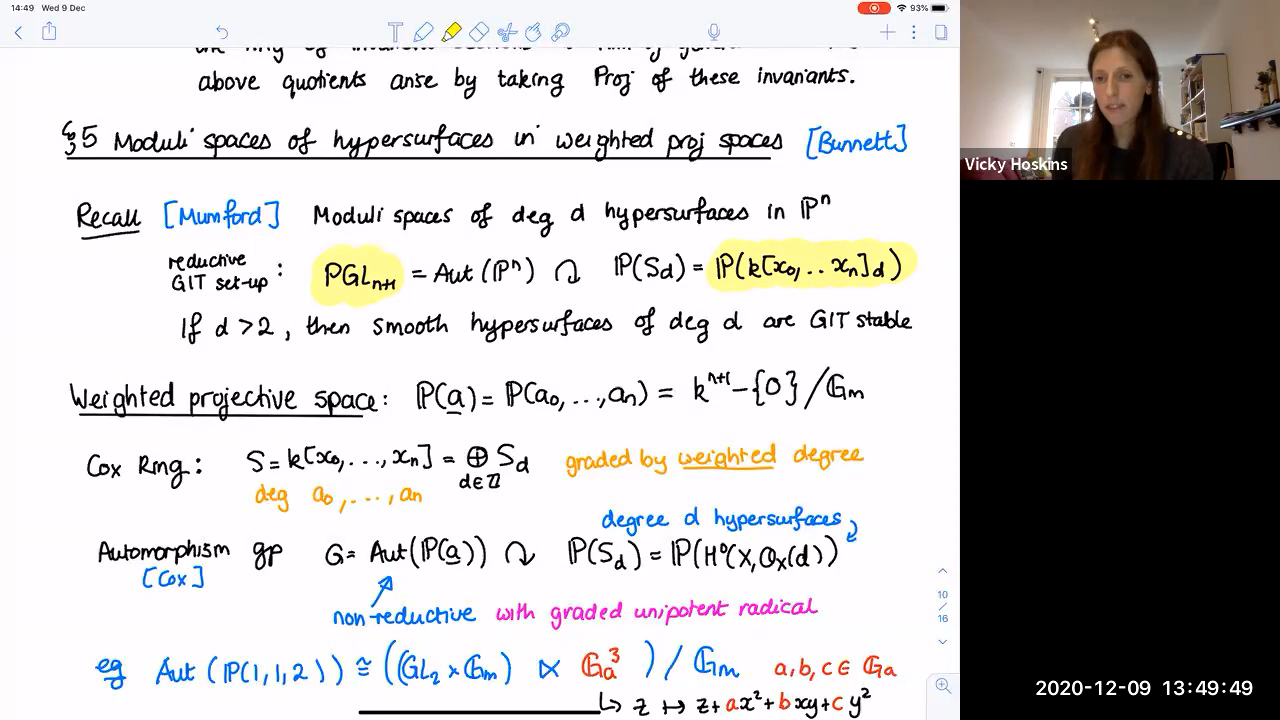 14:49 Wed 9 Dec
93%
above quotients arise by taking Proj of these invariants.
§5 Moduli spaces of hypersurfaces in weighted proj spaces [Bunnett]
Vicky Hoskins
Recall [Mumford] Moduli spaces of deg d hypersurfaces in ℙⁿ
reductive GIT set-up : PGLₙ₊₁ = Aut(ℙⁿ) ↷ ℙ(S_d) = ℙ(k[x₀,..xₙ]_d)
If d > 2, then smooth hypersurfaces of deg d are GIT stable
Weighted projective space: ℙ(a) = ℙ(a₀,...,aₙ) = kⁿ⁺¹-{0}/𝔾m
Cox Ring: S = k[x₀,...,xₙ] = ⊕ S_d graded by weighted degree
d∈ℤ
deg a₀,...,aₙ
degree d hypersurfaces
Automorphism gp G = Aut(ℙ(a)) ↷ ℙ(S_d) = ℙ(H⁰(X,O_X(d))
[Cox]
non-reductive with graded unipotent radical
10
/
16
eg Aut(ℙ(1,1,2)) ≅ ((GL₂ × 𝔾m) ⋉ 𝔾a³)/𝔾m a,b,c ∈ 𝔾a
↳ z ↦ z + ax² + bxy + cy²
2020-12-09 13:49:49